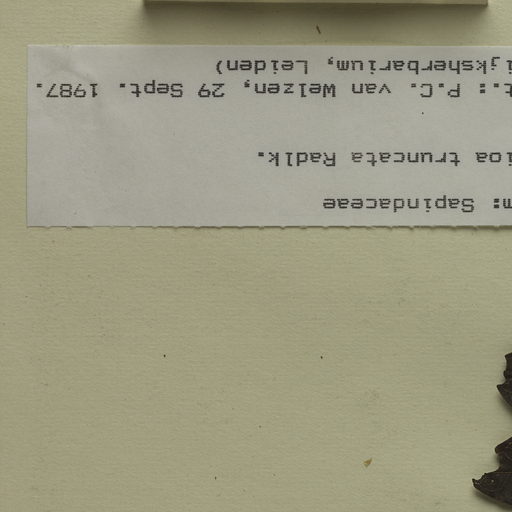 m: Sapindaceae
ioa truncata Radlk.
t.: P.C. van Welzen, 29 Sept. 1987.
ijksherbarium, Leiden)